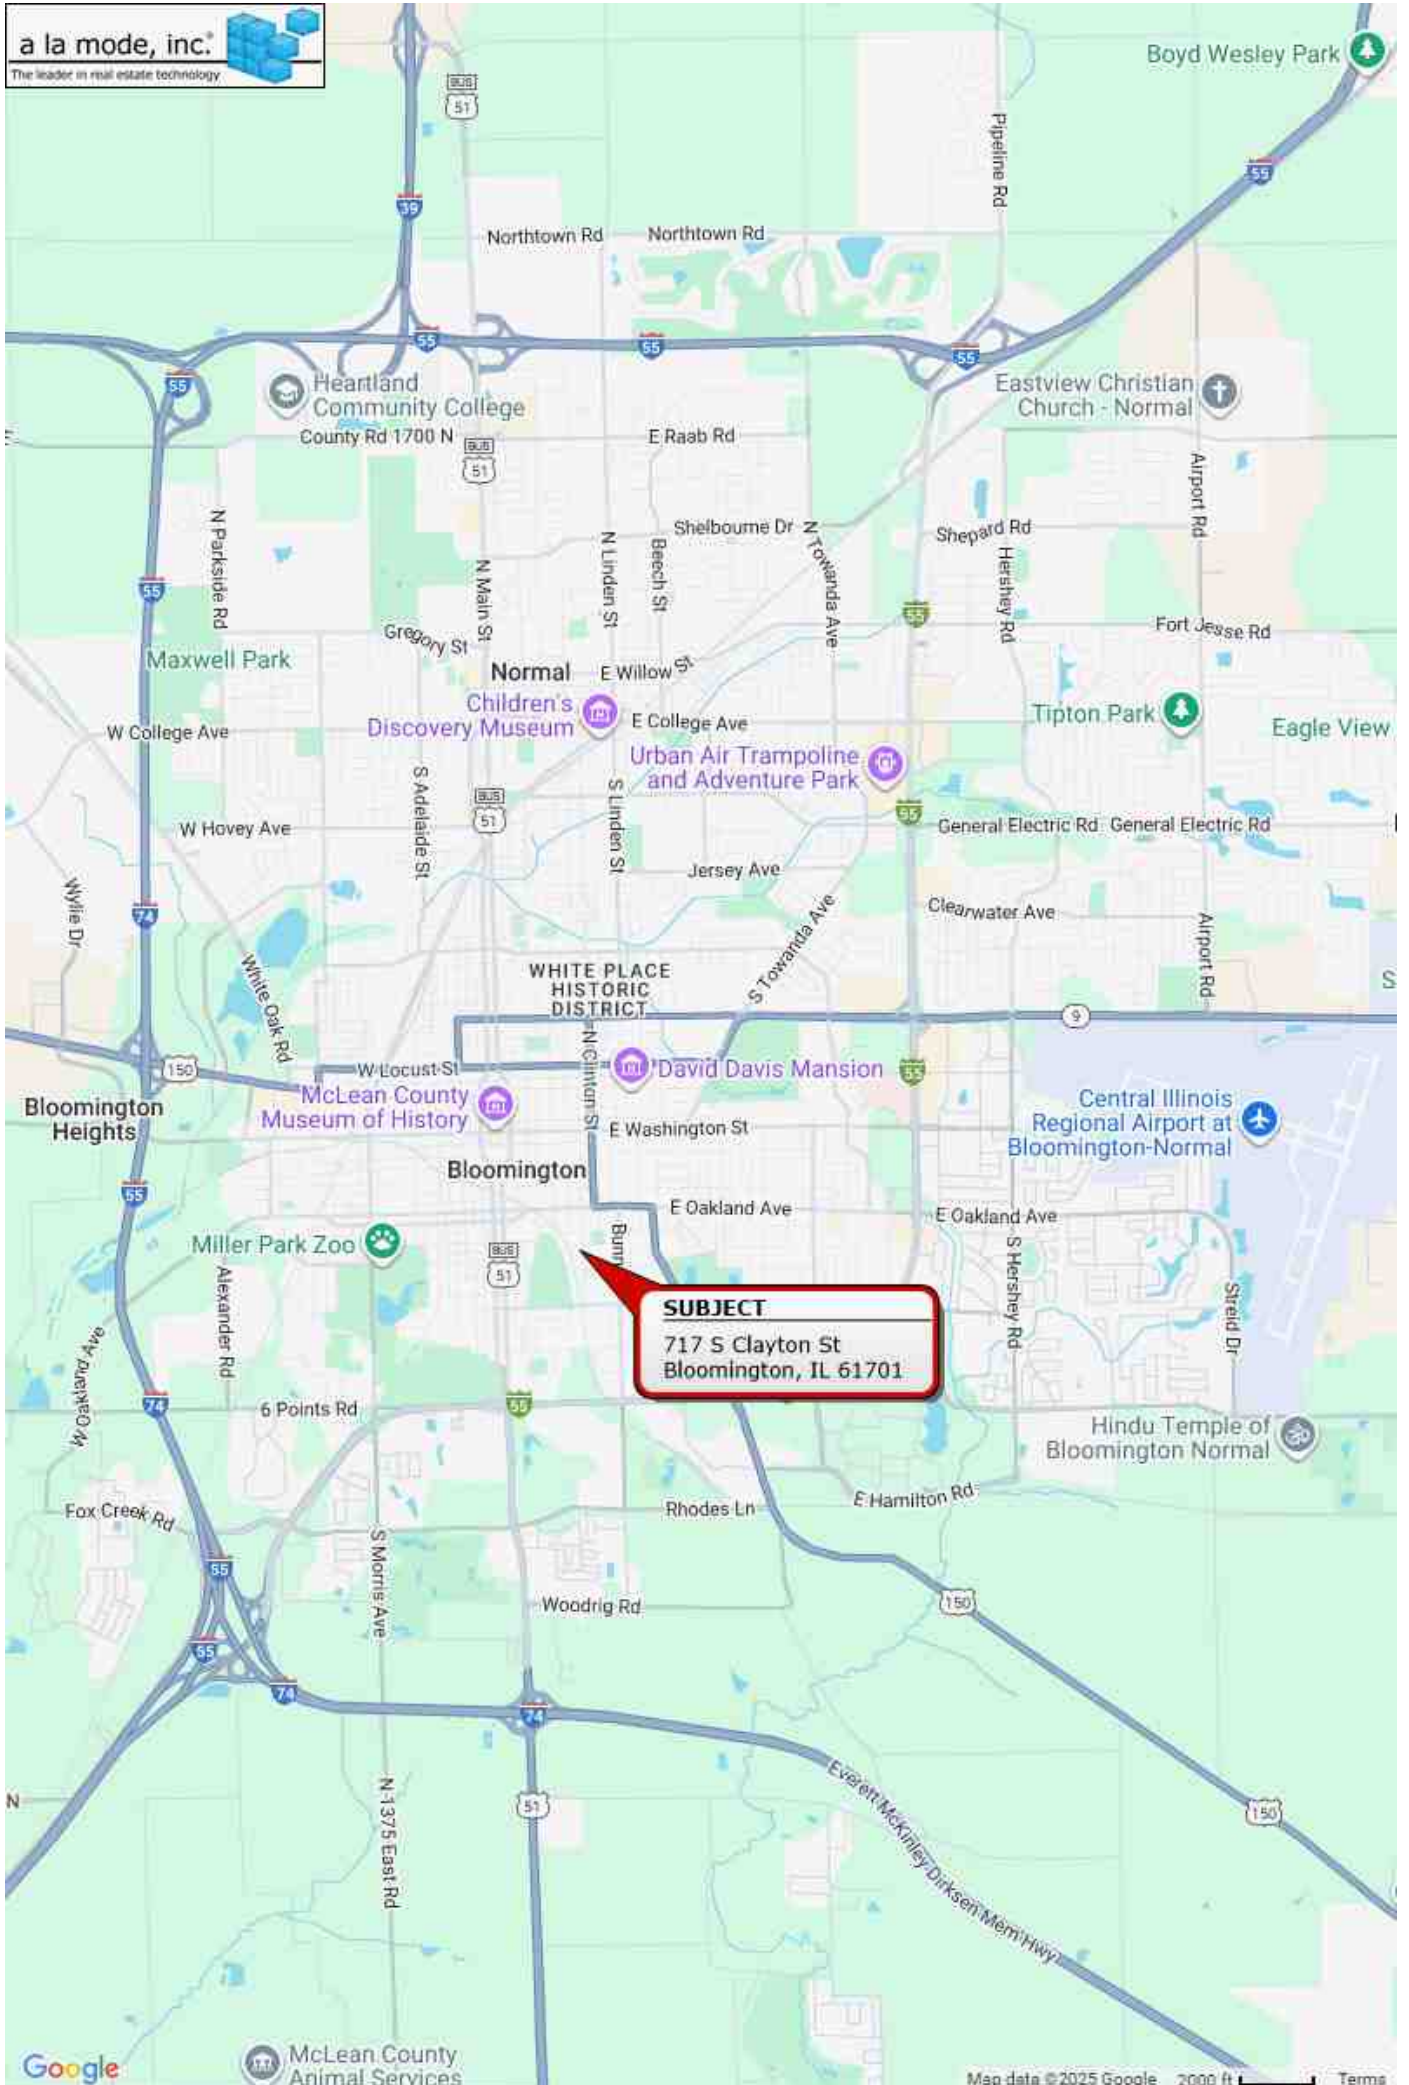 a la mode, inc.
The leader in real estate technology
Boyd Wesley Park
BUS
51
Pipeline Rd
55
39
Northtown Rd
Northtown Rd
55
55
55
55
Heartland
Community College
Eastview Christian
Church - Normal
County Rd 1700 N
E Raab Rd
BUS
51
Airport Rd
N Parkside Rd
Shelbourne Dr
N Towanda Ave
Shepard Rd
N Linden St
Beech St
Hershey Rd
N Main St
55
55
Gregory St
Fort Jesse Rd
Maxwell Park
Normal
E Willow St
Children's
Discovery Museum
E College Ave
Tipton Park
Eagle View
W College Ave
Urban Air Trampoline
and Adventure Park
S Adelaide St
S Linden St
BUS
51
55
W Hovey Ave
General Electric Rd
General Electric Rd
Jersey Ave
Wylie Dr
74
Clearwater Ave
S Towanda Ave
Airport Rd
White Oak Rd
WHITE PLACE
HISTORIC
DISTRICT
S
9
N Clinton St
150
W Locust St
David Davis Mansion
55
McLean County
Museum of History
Bloomington
Heights
Central Illinois
Regional Airport at
Bloomington-Normal
E Washington St
Bloomington
55
E Oakland Ave
E Oakland Ave
Miller Park Zoo
Bunn
BUS
51
S Hershey Rd
Alexander Rd
Streid Dr
SUBJECT
717 S Clayton St
Bloomington, IL 61701
W Oakland Ave
74
6 Points Rd
55
Hindu Temple of
Bloomington Normal
Fox Creek Rd
Rhodes Ln
E Hamilton Rd
S Morris Ave
55
Woodrig Rd
150
55
74
74
N 1375 East Rd
Everett McKinley Dirksen Mem Hwy
N
51
150
Google
McLean County
Animal Services
Map data ©2025 Google
2000 ft
Terms